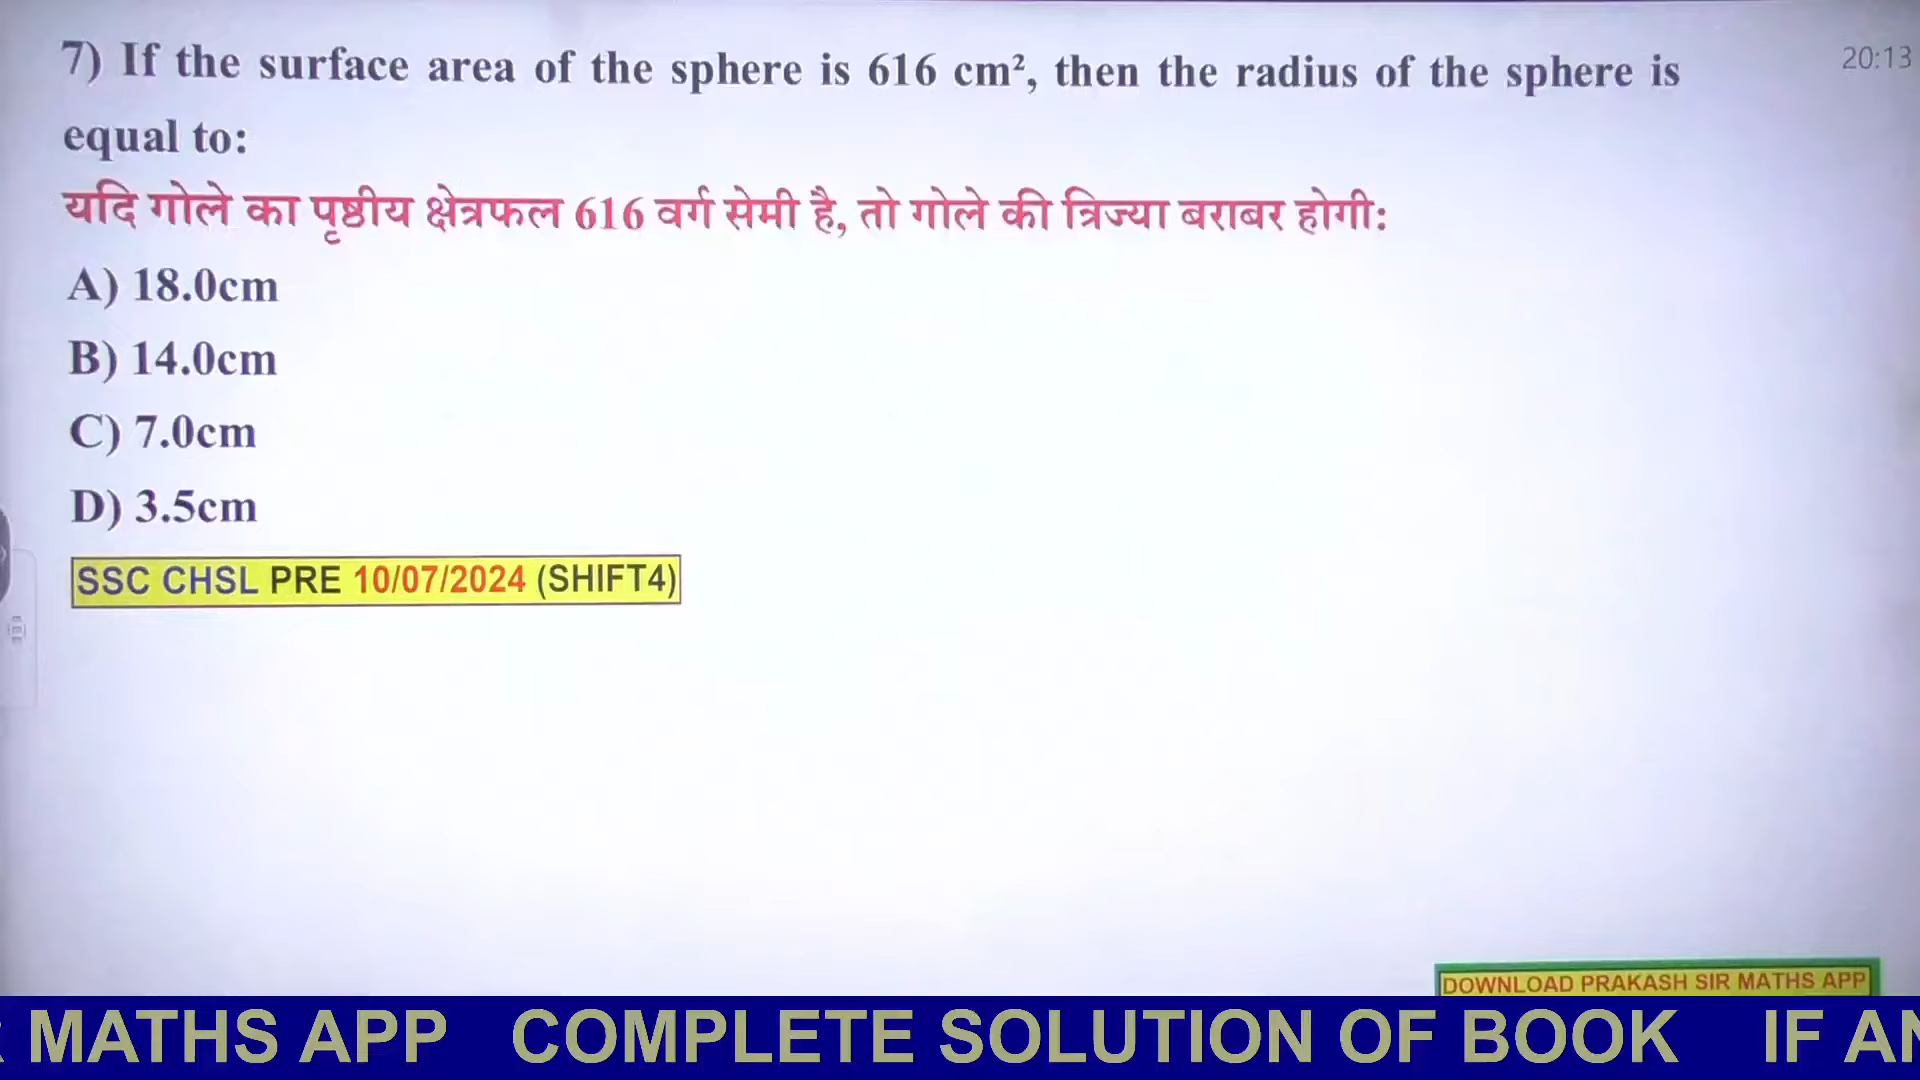 7) If the surface area of the sphere is 616 cm², then the radius of the sphere is
20:13
equal to:
यदि गोले का पृष्ठीय क्षेत्रफल 616 वर्ग सेमी है, तो गोले की त्रिज्या बराबर होगी:
A) 18.0cm
B) 14.0cm
C) 7.0cm
D) 3.5cm
SSC CHSL PRE 10/07/2024 (SHIFT4)
DOWNLOAD PRAKASH SIR MATHS APP
MATHS APP COMPLETE SOLUTION OF BOOK IF